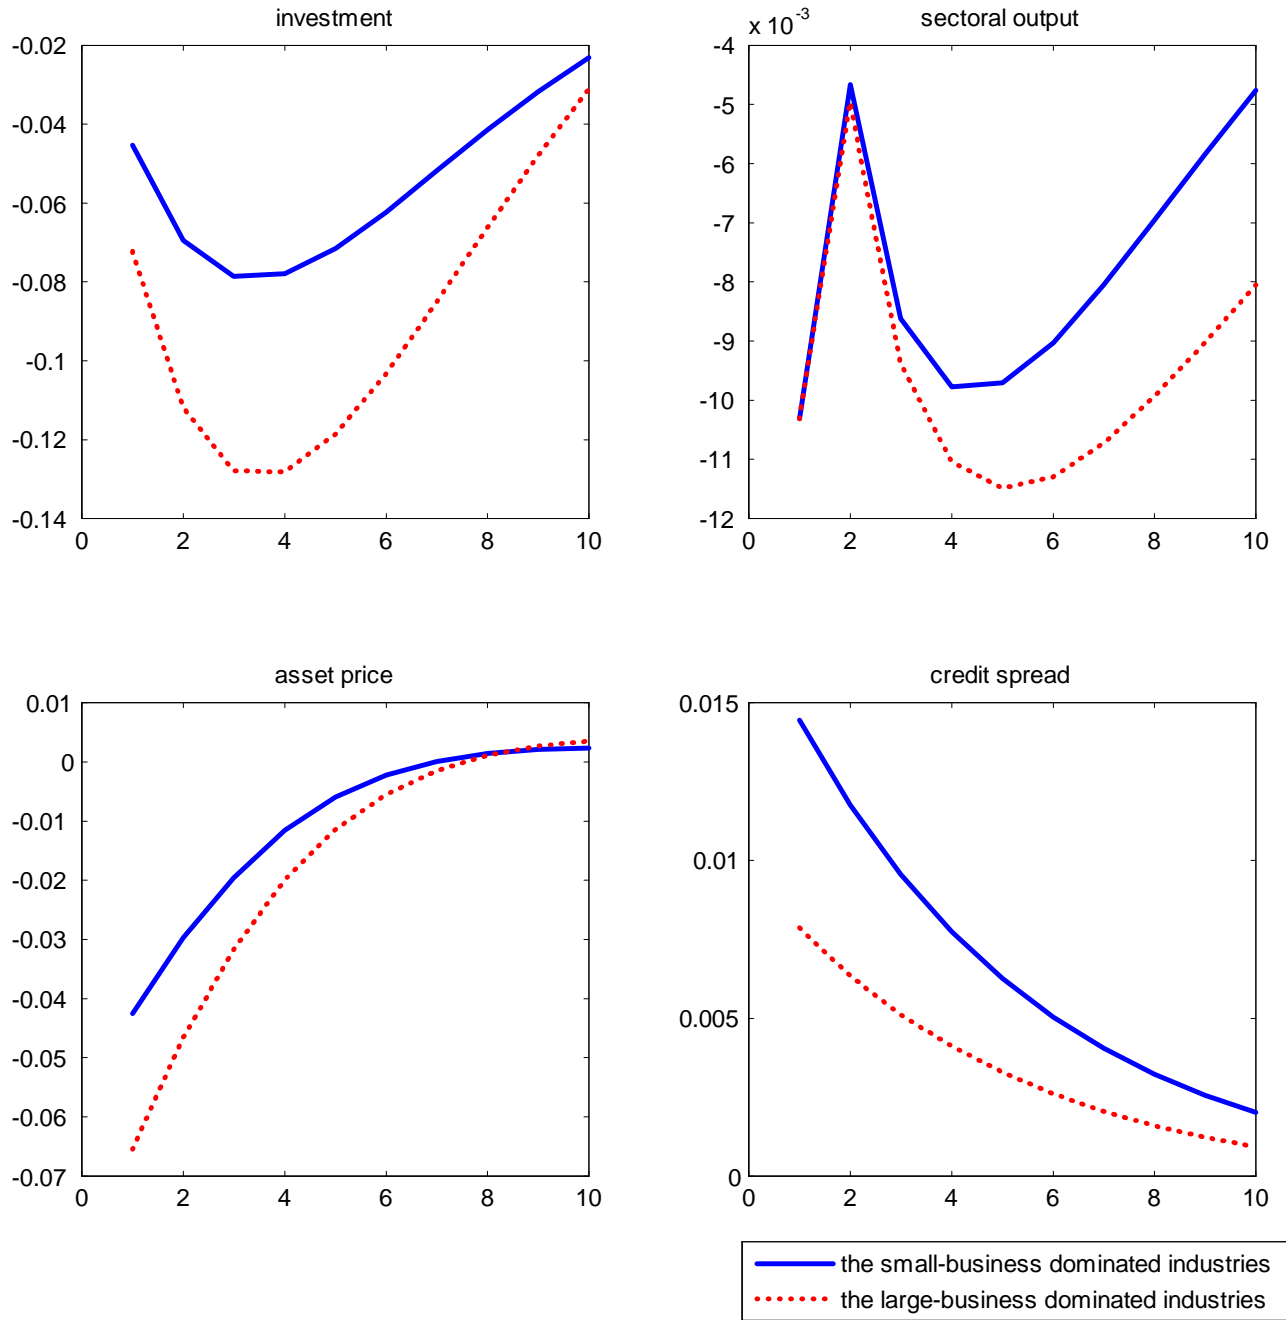 investment
-0.02
-0.04
-0.06
-0.08
-0.1
-0.12
-0.14
0 2 4 6 8 10
sectoral output
x 10^-3
-4
-5
-6
-7
-8
-9
-10
-11
-12
0 2 4 6 8 10
asset price
0.01
0
-0.01
-0.02
-0.03
-0.04
-0.05
-0.06
-0.07
0 2 4 6 8 10
credit spread
0.015
0.01
0.005
0
0 2 4 6 8 10
the small-business dominated industries
the large-business dominated industries